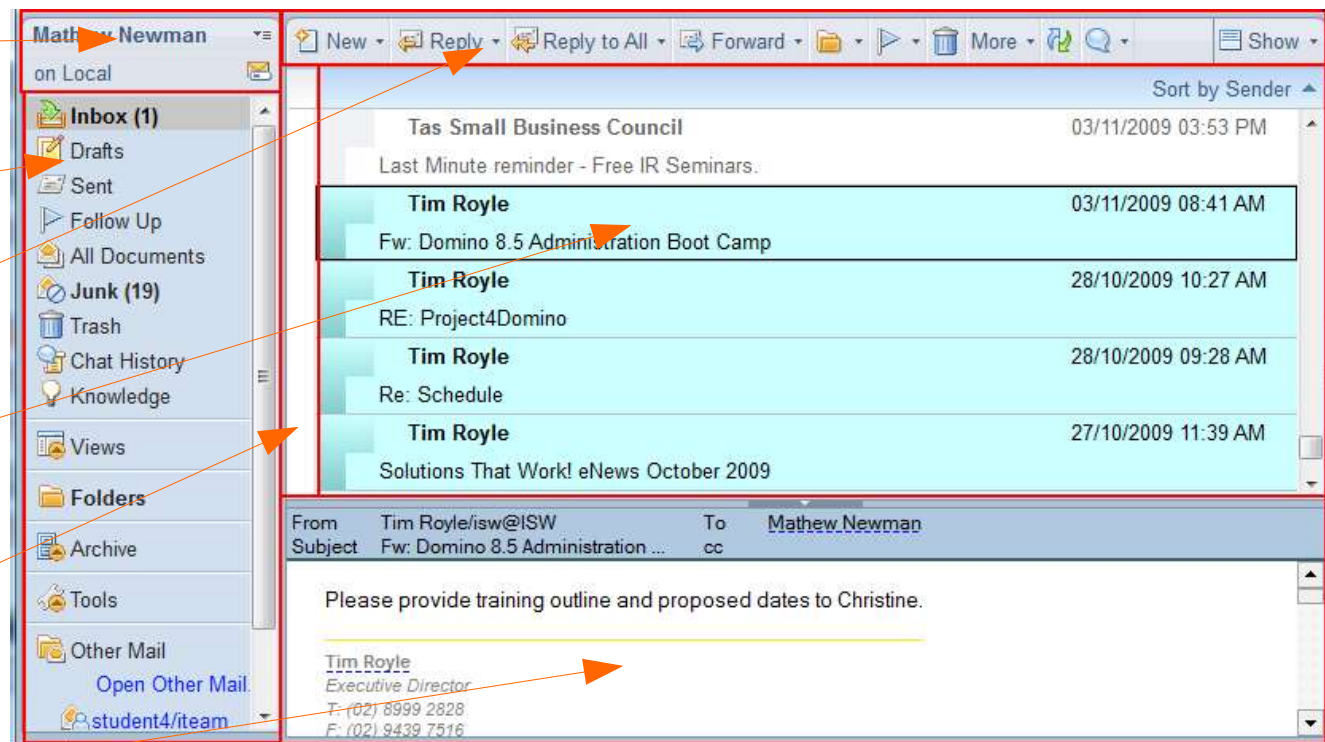 Mathew Newman
on Local
Inbox (1)
Drafts
Sent
Follow Up
All Documents
Junk (19)
Trash
Chat History
Knowledge
Views
Folders
Archive
Tools
Other Mail
Open Other Mail.
student4/iteam
New Reply Reply to All Forward More Show
Sort by Sender
Tas Small Business Council 03/11/2009 03:53 PM
Last Minute reminder - Free IR Seminars.
Tim Royle 03/11/2009 08:41 AM
Fw: Domino 8.5 Administration Boot Camp
Tim Royle 28/10/2009 10:27 AM
RE: Project4Domino
Tim Royle 28/10/2009 09:28 AM
Re: Schedule
Tim Royle 27/10/2009 11:39 AM
Solutions That Work! eNews October 2009
From Tim Royle/isw@ISW To Mathew Newman
Subject Fw: Domino 8.5 Administration ... cc
Please provide training outline and proposed dates to Christine.
Tim Royle
Executive Director
T: (02) 8999 2828
F: (02) 9439 7516